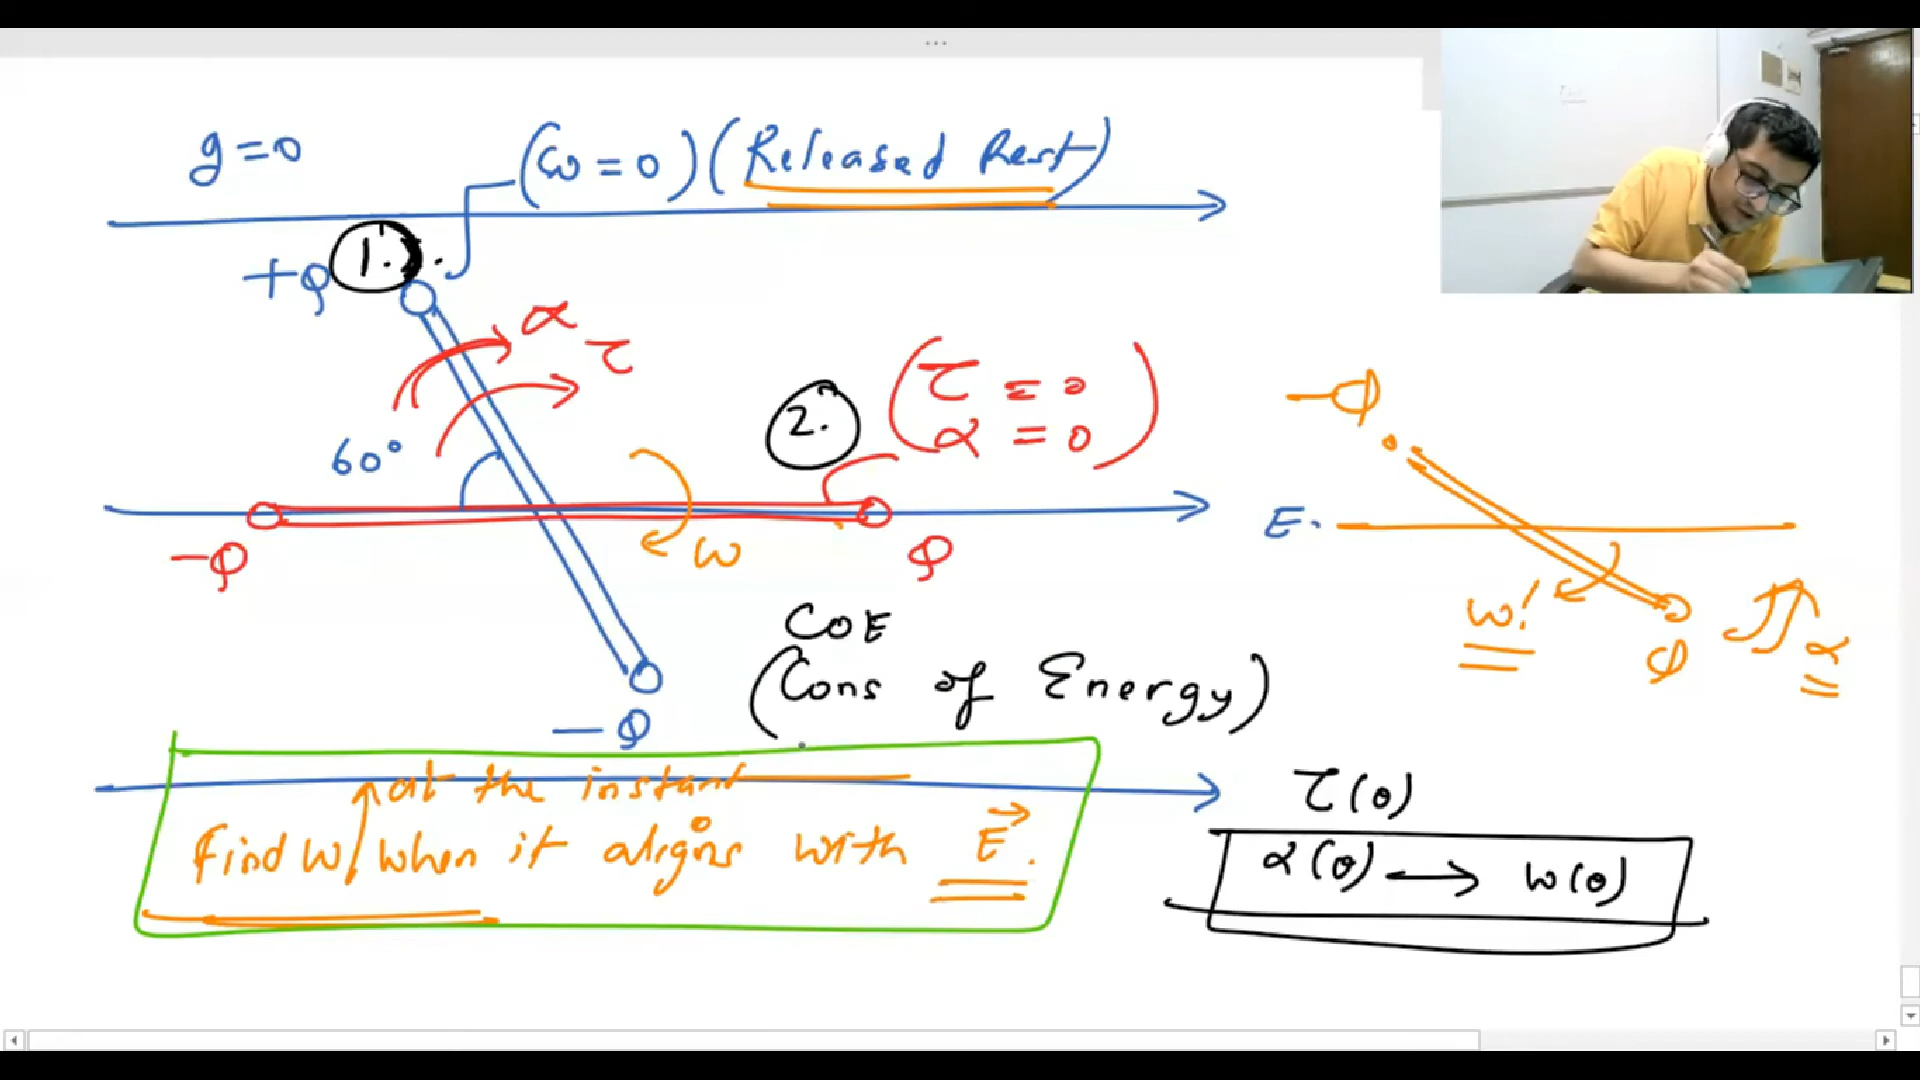 g=0
(ω=0)(Released Rest)
+φ
1.
α
τ
60°
2.
(τ = 0
α = 0)
-φ
ω
φ
-φ
E.
ω!
φ
α
COE
(Cons of Energy)
-φ
at the instant
find ω when it aligns with E.
τ(θ)
α(θ) → ω(θ)